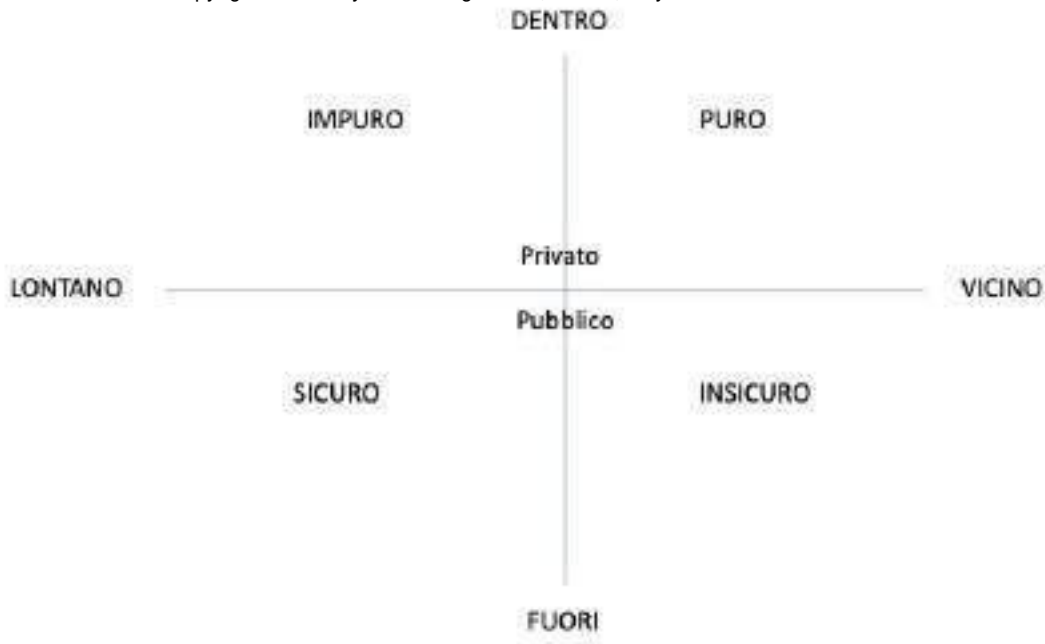 DENTRO
IMPURO PURO
Privato
LONTANO VICINO
Pubblico
SICURO INSICURO
FUORI